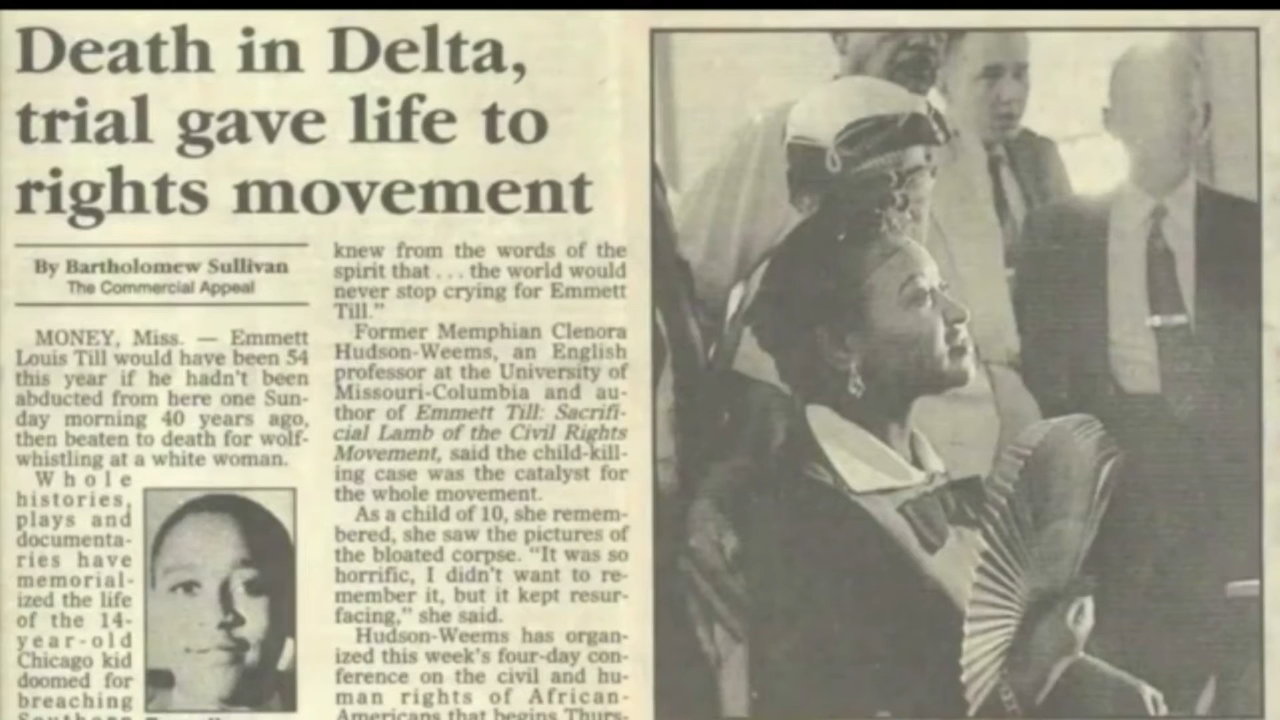 Death in Delta,
trial gave life to
rights movement
By Bartholomew Sullivan
The Commercial Appeal
MONEY, Miss. — Emmett
Louis Till would have been 54
this year if he hadn't been
abducted from here one Sun-
day morning 40 years ago,
then beaten to death for wolf-
whistling at a white woman.
Whole
histories,
plays and
documenta-
ries have
memorial-
ized the life
of the 14-
year-old
Chicago kid
doomed for
breaching
knew from the words of the
spirit that . . . the world would
never stop crying for Emmett
Till."
Former Memphian Clenora
Hudson-Weems, an English
professor at the University of
Missouri-Columbia and au-
thor of Emmett Till: Sacrifi-
cial Lamb of the Civil Rights
Movement, said the child-kill-
ing case was the catalyst for
the whole movement.
As a child of 10, she remem-
bered, she saw the pictures of
the bloated corpse. "It was so
horrific, I didn't want to re-
member it, but it kept resur-
facing," she said.
Hudson-Weems has organ-
ized this week's four-day con-
ference on the civil and hu-
man rights of African-
Americans that begins Thurs-